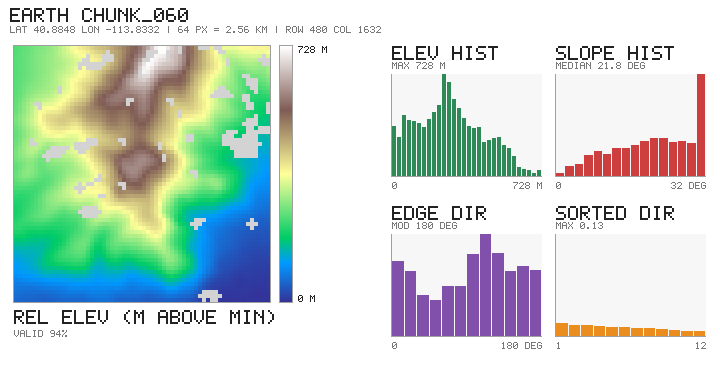 EARTH CHUNK_060
LAT 40.8848 LON -113.8332 | 64 PX = 2.56 KM | ROW 480 COL 1632
728 M
0 M
REL ELEV (M ABOVE MIN)
VALID 94%
ELEV HIST
MAX 728 M
0 728 M
SLOPE HIST
MEDIAN 21.8 DEG
0 32 DEG
EDGE DIR
MOD 180 DEG
0 180 DEG
SORTED DIR
MAX 0.13
1 12